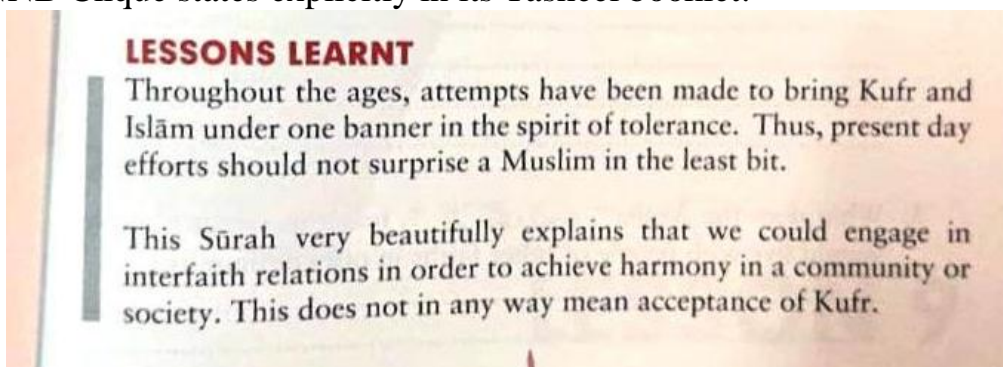 LESSONS LEARNT
Throughout the ages, attempts have been made to bring Kufr and
Islām under one banner in the spirit of tolerance. Thus, present day
efforts should not surprise a Muslim in the least bit.
This Sūrah very beautifully explains that we could engage in
interfaith relations in order to achieve harmony in a community or
society. This does not in any way mean acceptance of Kufr.